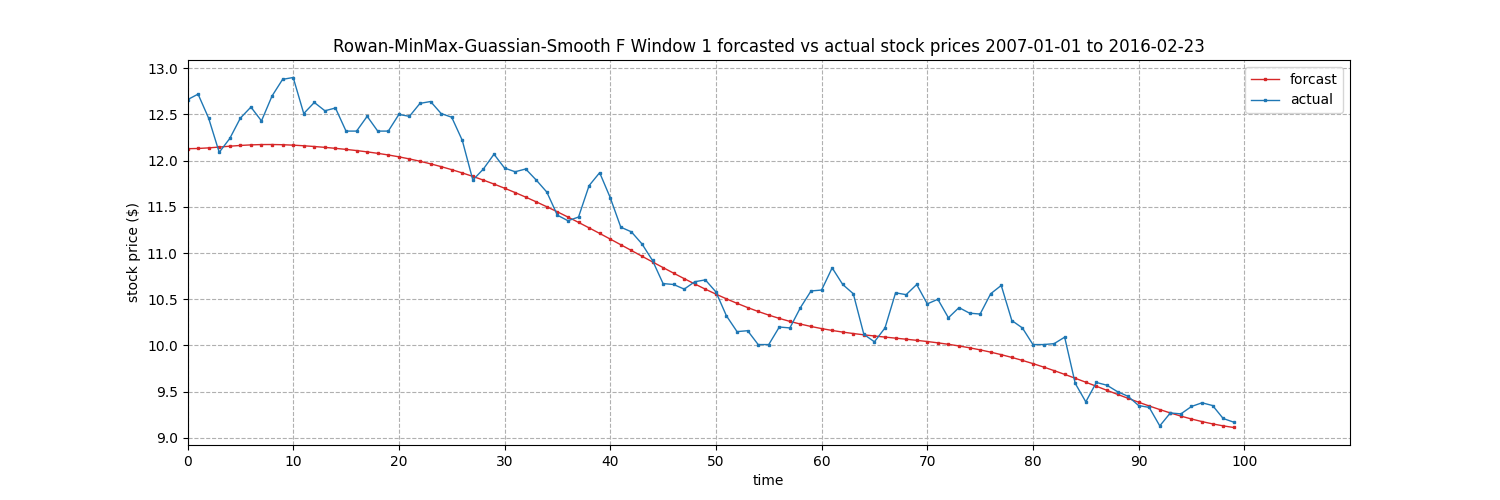 Rowan-MinMax-Guassian-Smooth F Window 1 forcasted vs actual stock prices 2007-01-01 to 2016-02-23
13.0
12.5
12.0
11.5
11.0
10.5
10.0
9.5
9.0
stock price ($)
forcast
actual
0 10 20 30 40 50 60 70 80 90 100
time